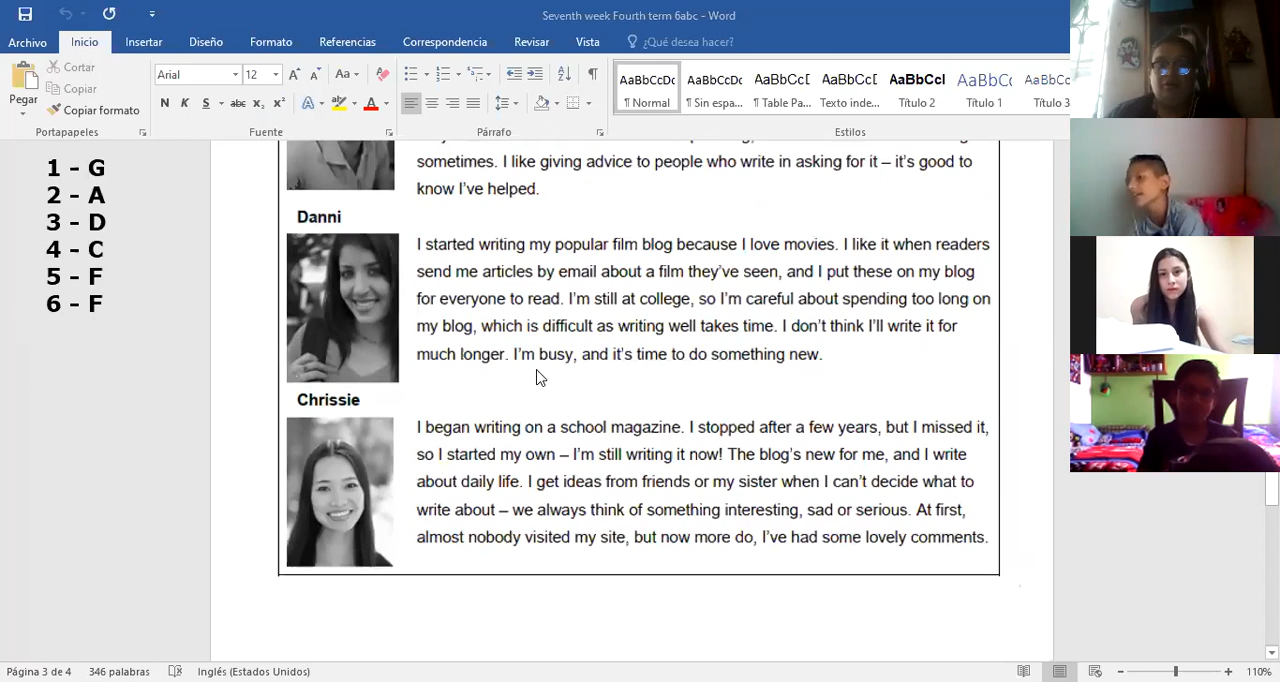 Seventh week Fourth term 6abc - Word
Archivo Inicio Insertar Diseño Formato Referencias Correspondencia Revisar Vista ¿Qué desea hacer?
Pegar
Cortar
Copiar
Copiar formato
Portapapeles
Arial 12
Fuente
Párrafo
AaBbCcDc AaBbCcDc AaBbCcD AaBbCcD AaBbCcI AaBbCcD AaBbC
¶ Normal ¶ Sin espa... ¶ Table Pa... Texto inde... Título 2 Título 1 Título 3
Estilos
1 - G
2 - A
3 - D
4 - C
5 - F
6 - F
sometimes. I like giving advice to people who write in asking for it – it's good to
know I've helped.
Danni
I started writing my popular film blog because I love movies. I like it when readers
send me articles by email about a film they've seen, and I put these on my blog
for everyone to read. I'm still at college, so I'm careful about spending too long on
my blog, which is difficult as writing well takes time. I don't think I'll write it for
much longer. I'm busy, and it's time to do something new.
Chrissie
I began writing on a school magazine. I stopped after a few years, but I missed it,
so I started my own – I'm still writing it now! The blog's new for me, and I write
about daily life. I get ideas from friends or my sister when I can't decide what to
write about – we always think of something interesting, sad or serious. At first,
almost nobody visited my site, but now more do, I've had some lovely comments.
Página 3 de 4 346 palabras Inglés (Estados Unidos) 110%